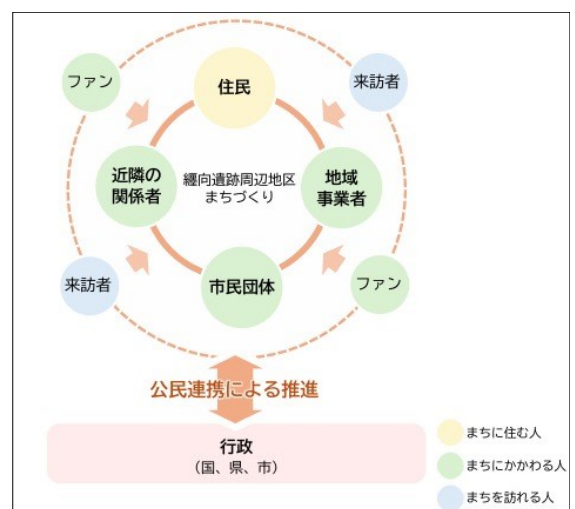 ファン
住民
来訪者
近隣の
関係者
纒向遺跡周辺地区
まちづくり
地域
事業者
来訪者
市民団体
ファン
公民連携による推進
行政
（国、県、市）
まちに住む人
まちにかかわる人
まちを訪れる人